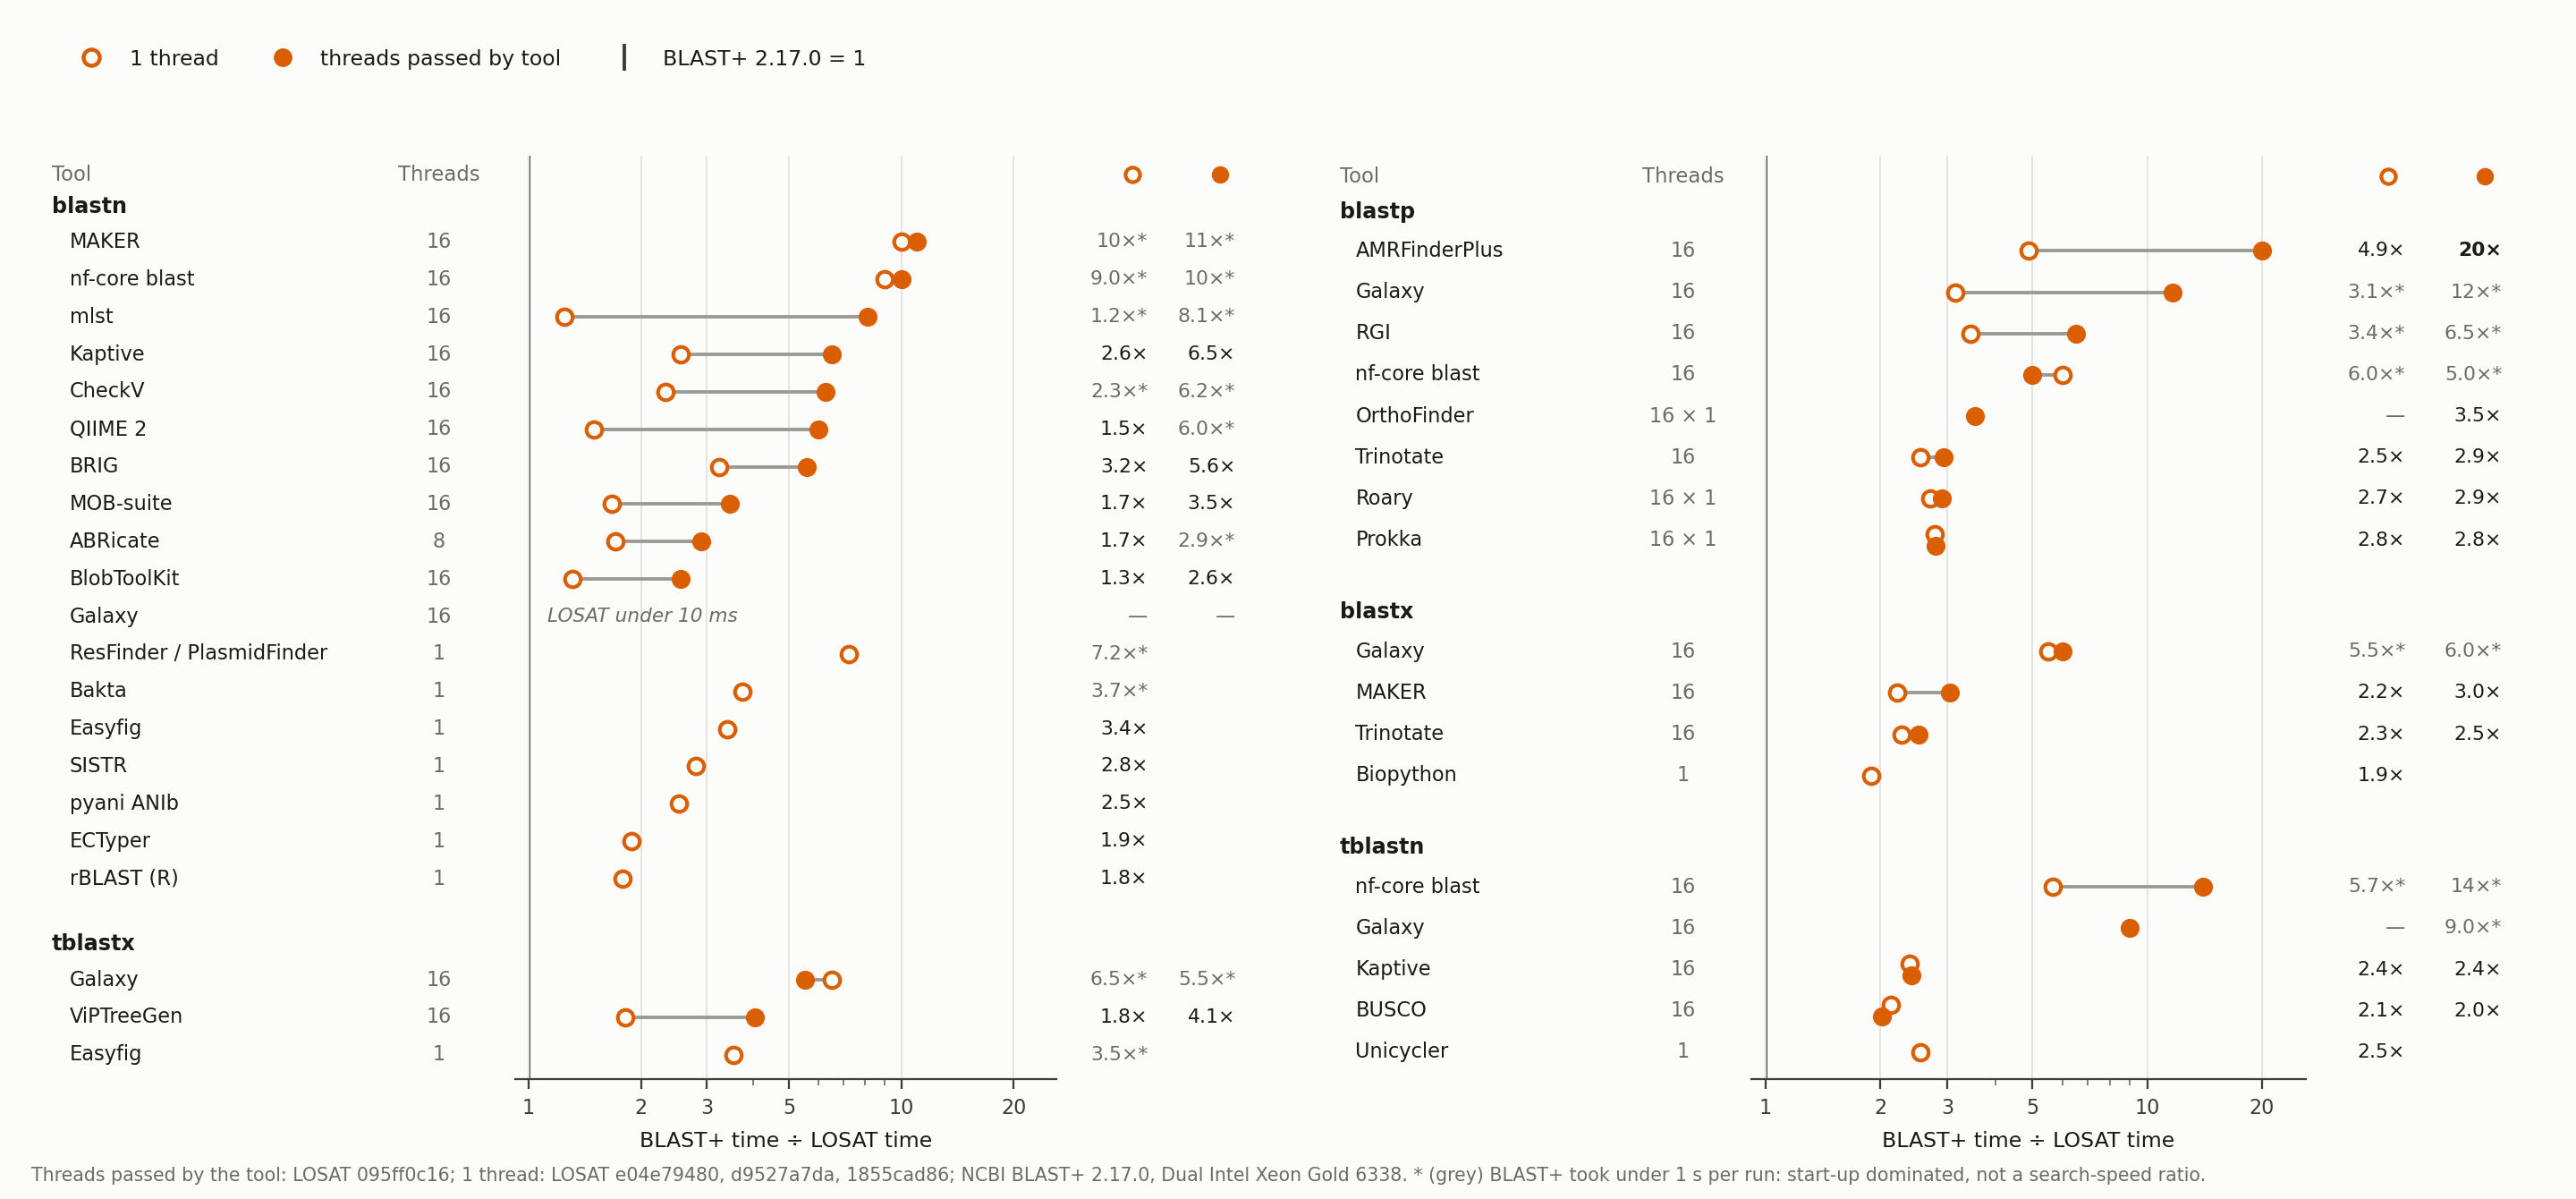 1 thread threads passed by tool BLAST+ 2.17.0 = 1
Tool Threads
blastn
MAKER 16 10×* 11×*
nf-core blast 16 9.0×* 10×*
mlst 16 1.2×* 8.1×*
Kaptive 16 2.6× 6.5×
CheckV 16 2.3×* 6.2×*
QIIME 2 16 1.5× 6.0×*
BRIG 16 3.2× 5.6×
MOB-suite 16 1.7× 3.5×
ABRicate 8 1.7× 2.9×*
BlobToolKit 16 1.3× 2.6×
Galaxy 16 LOSAT under 10 ms — —
ResFinder / PlasmidFinder 1 7.2×*
Bakta 1 3.7×*
Easyfig 1 3.4×
SISTR 1 2.8×
pyani ANIb 1 2.5×
ECTyper 1 1.9×
rBLAST (R) 1 1.8×
tblastx
Galaxy 16 6.5×* 5.5×*
ViPTreeGen 16 1.8× 4.1×
Easyfig 1 3.5×*
1 2 3 5 10 20
BLAST+ time ÷ LOSAT time
Tool Threads
blastp
AMRFinderPlus 16 4.9× 20×
Galaxy 16 3.1×* 12×*
RGI 16 3.4×* 6.5×*
nf-core blast 16 6.0×* 5.0×*
OrthoFinder 16 × 1 — 3.5×
Trinotate 16 2.5× 2.9×
Roary 16 × 1 2.7× 2.9×
Prokka 16 × 1 2.8× 2.8×
blastx
Galaxy 16 5.5×* 6.0×*
MAKER 16 2.2× 3.0×
Trinotate 16 2.3× 2.5×
Biopython 1 1.9×
tblastn
nf-core blast 16 5.7×* 14×*
Galaxy 16 — 9.0×*
Kaptive 16 2.4× 2.4×
BUSCO 16 2.1× 2.0×
Unicycler 1 2.5×
1 2 3 5 10 20
BLAST+ time ÷ LOSAT time
Threads passed by the tool: LOSAT 095ff0c16; 1 thread: LOSAT e04e79480, d9527a7da, 1855cad86; NCBI BLAST+ 2.17.0, Dual Intel Xeon Gold 6338. * (grey) BLAST+ took under 1 s per run: start-up dominated, not a search-speed ratio.